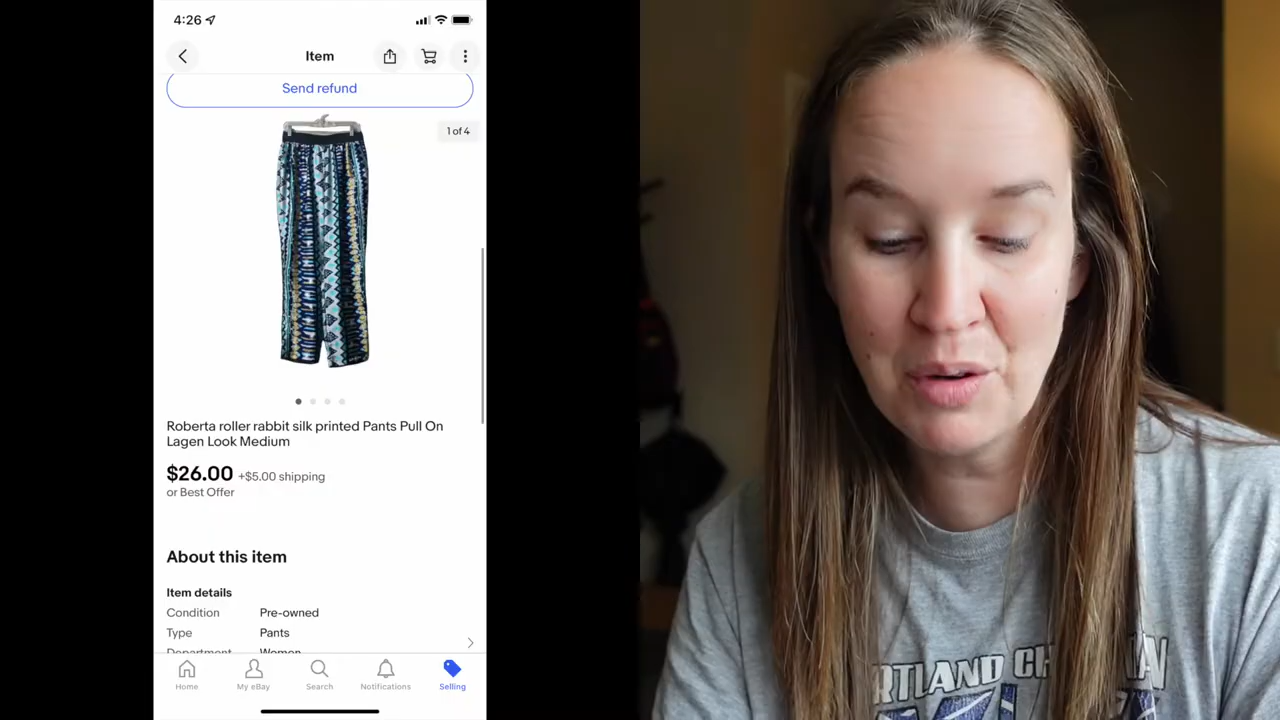 4:26
Item
Send refund
1 of 4
Roberta roller rabbit silk printed Pants Pull On
Lagen Look Medium
$26.00 +$5.00 shipping
or Best Offer
About this item
Item details
Condition Pre-owned
Type Pants
Department Women
Home My eBay Search Notifications Selling